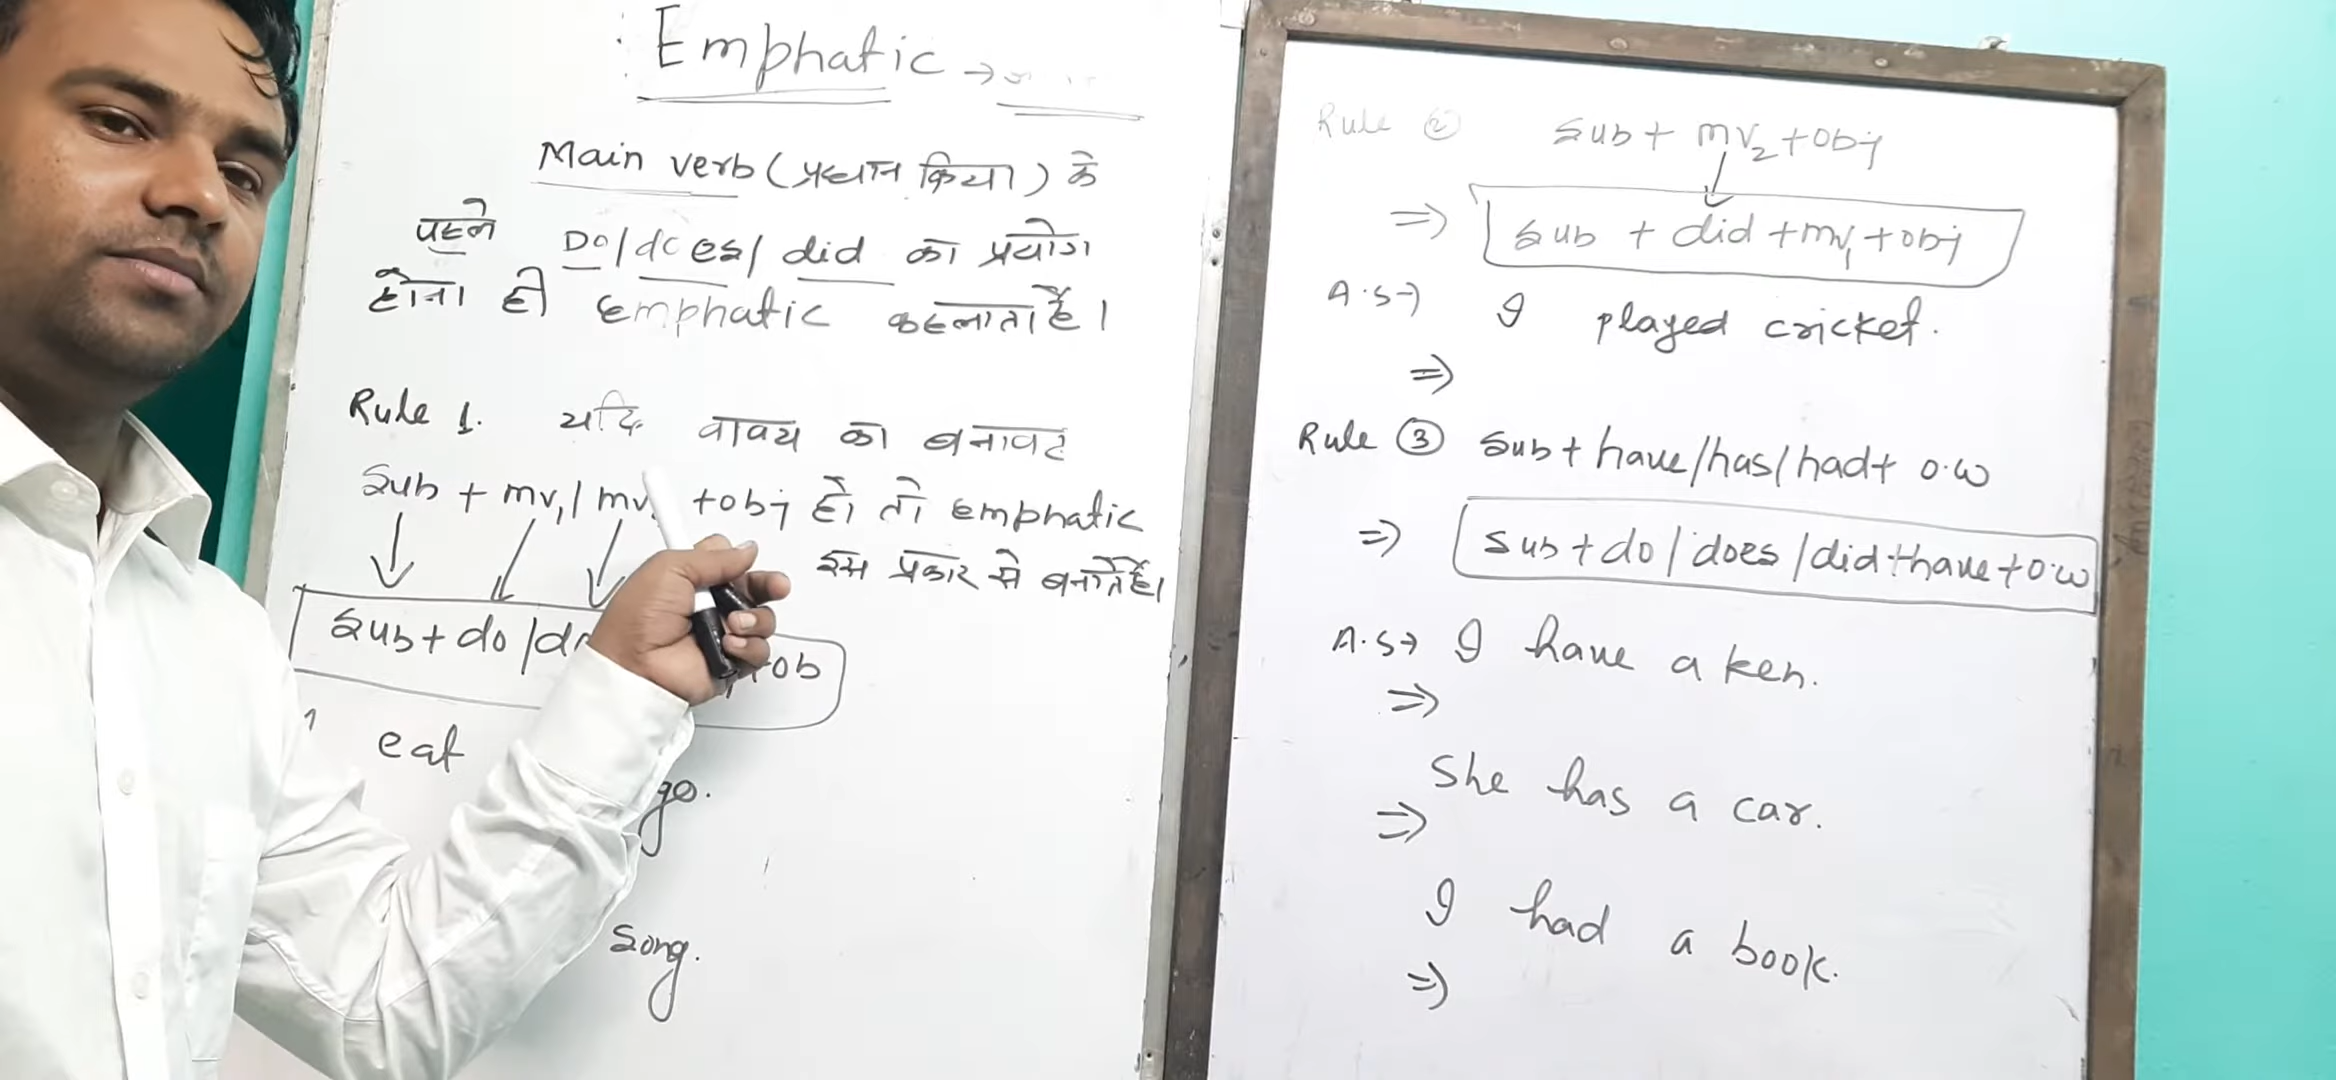 Emphatic →
Main verb (प्रधान क्रिया) के
पहले Do/does/did का प्रयोग
होना ही emphatic कहलाता है।
Rule 1. यदि वाक्य का बनावट
Sub + mv1/mv +obj हो तो emphatic
इस प्रकार से बनाते हैं।
Sub + do/do +ob
eat
go.
Song.
Rule ② Sub + mv2 + obj
⇒ Sub + did + mv1 + obj
A.S→ I played cricket.
⇒
Rule ③ Sub + have/has/had + o.w
⇒ Sub + do/does/did + have + o.w
A.S→ I have a ken.
⇒
She has a car.
⇒
I had a book.
⇒